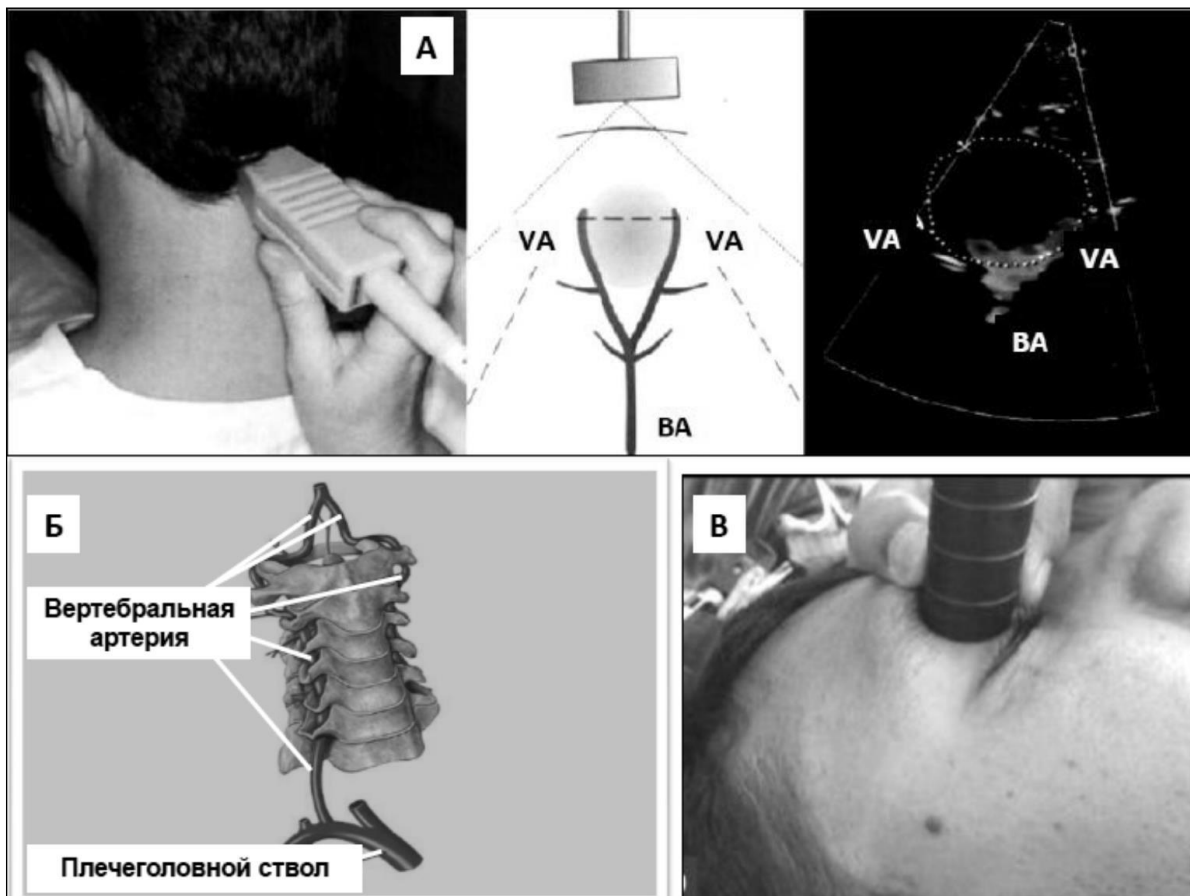 А
VA
VA
BA
VA
VA
BA
Б
Вертебральная
артерия
Плечеголовной ствол
В